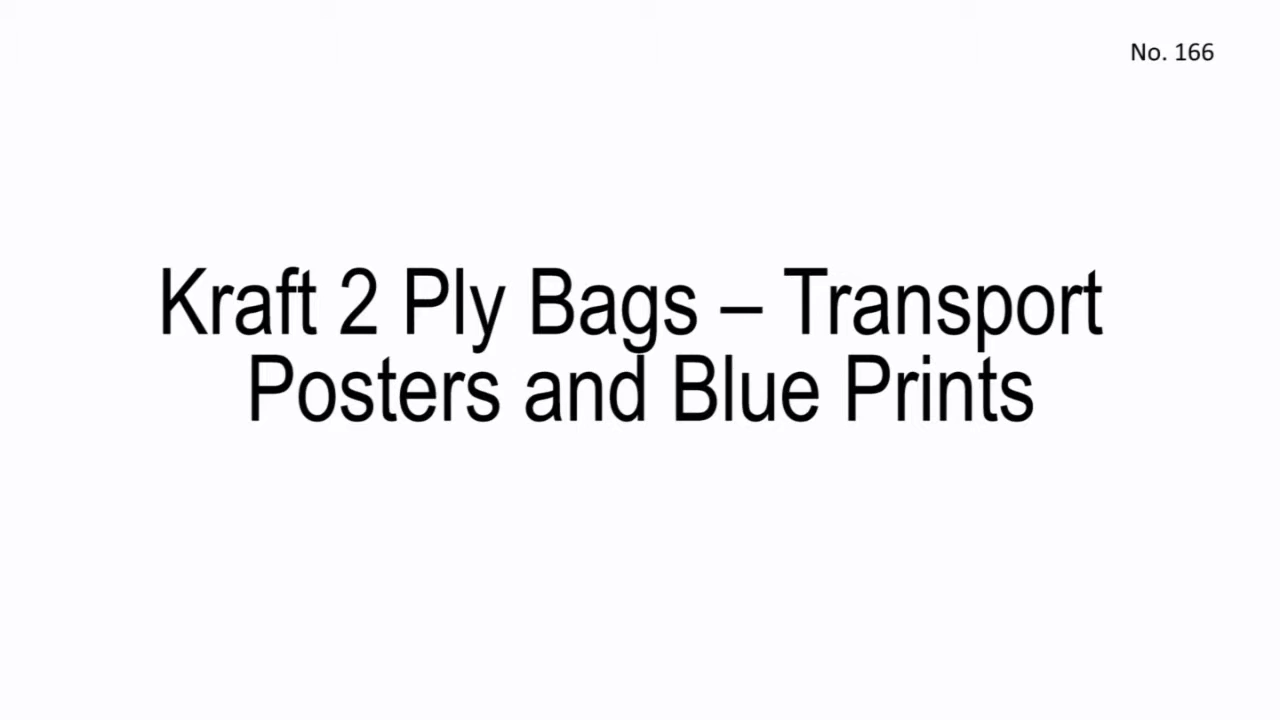 No. 166
Kraft 2 Ply Bags – Transport
Posters and Blue Prints